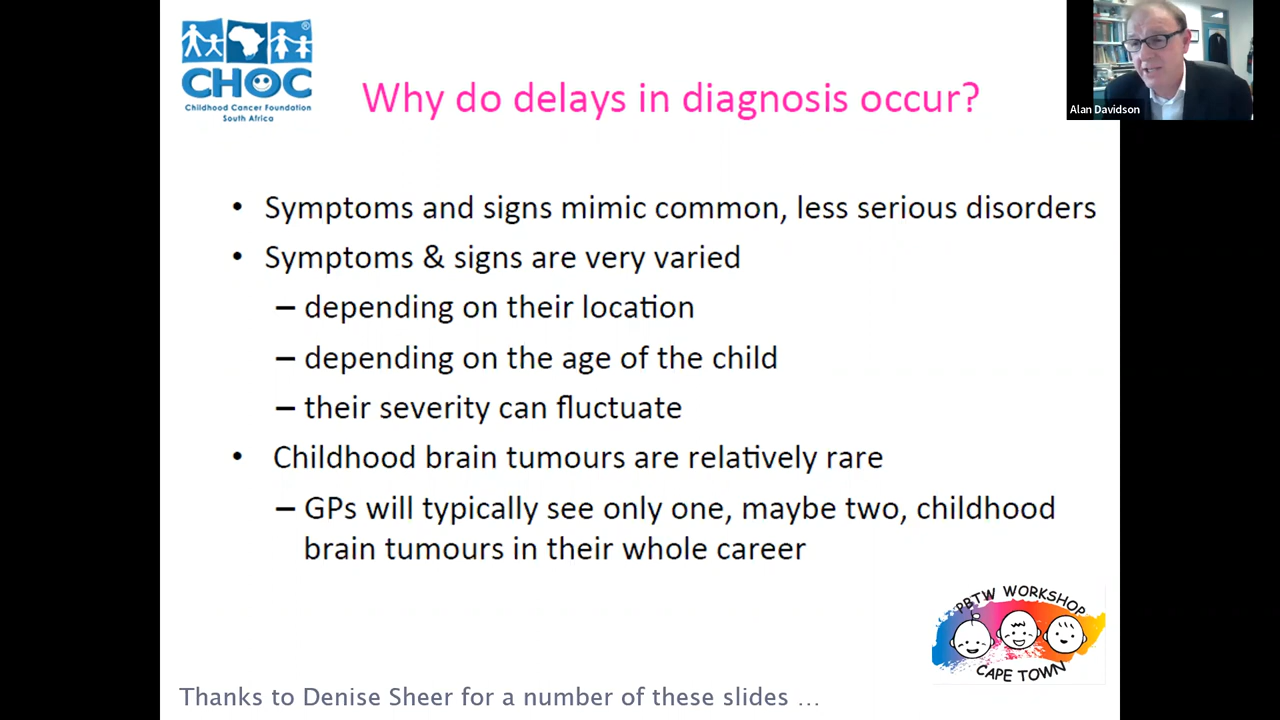 CHOC
Childhood Cancer Foundation
South Africa
Why do delays in diagnosis occur?
Alan Davidson
• Symptoms and signs mimic common, less serious disorders
• Symptoms & signs are very varied
– depending on their location
– depending on the age of the child
– their severity can fluctuate
• Childhood brain tumours are relatively rare
– GPs will typically see only one, maybe two, childhood
brain tumours in their whole career
PBTW WORKSHOP
CAPE TOWN
Thanks to Denise Sheer for a number of these slides ...